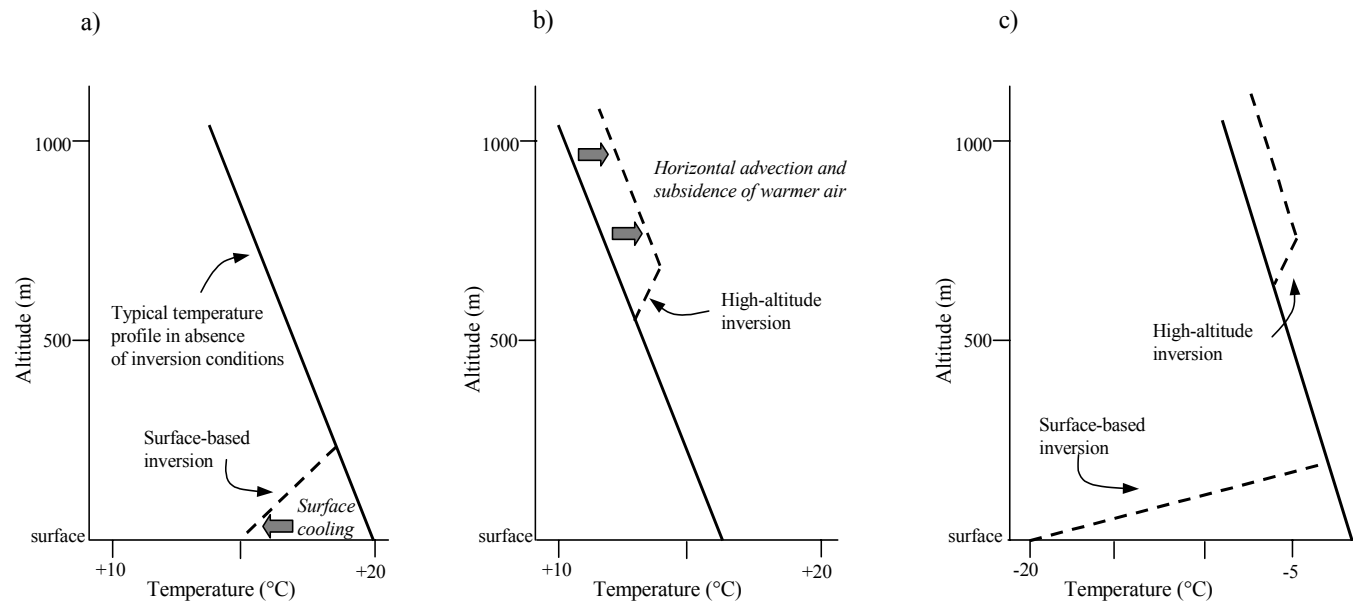 a)
1000
500
surface
Altitude (m)
Typical temperature
profile in absence
of inversion conditions
Surface-based
inversion
Surface
cooling
+10
+20
Temperature (°C)
b)
1000
500
surface
Altitude (m)
Horizontal advection and
subsidence of warmer air
High-altitude
inversion
+10
+20
Temperature (°C)
c)
1000
500
surface
Altitude (m)
High-altitude
inversion
Surface-based
inversion
-20
-5
Temperature (°C)